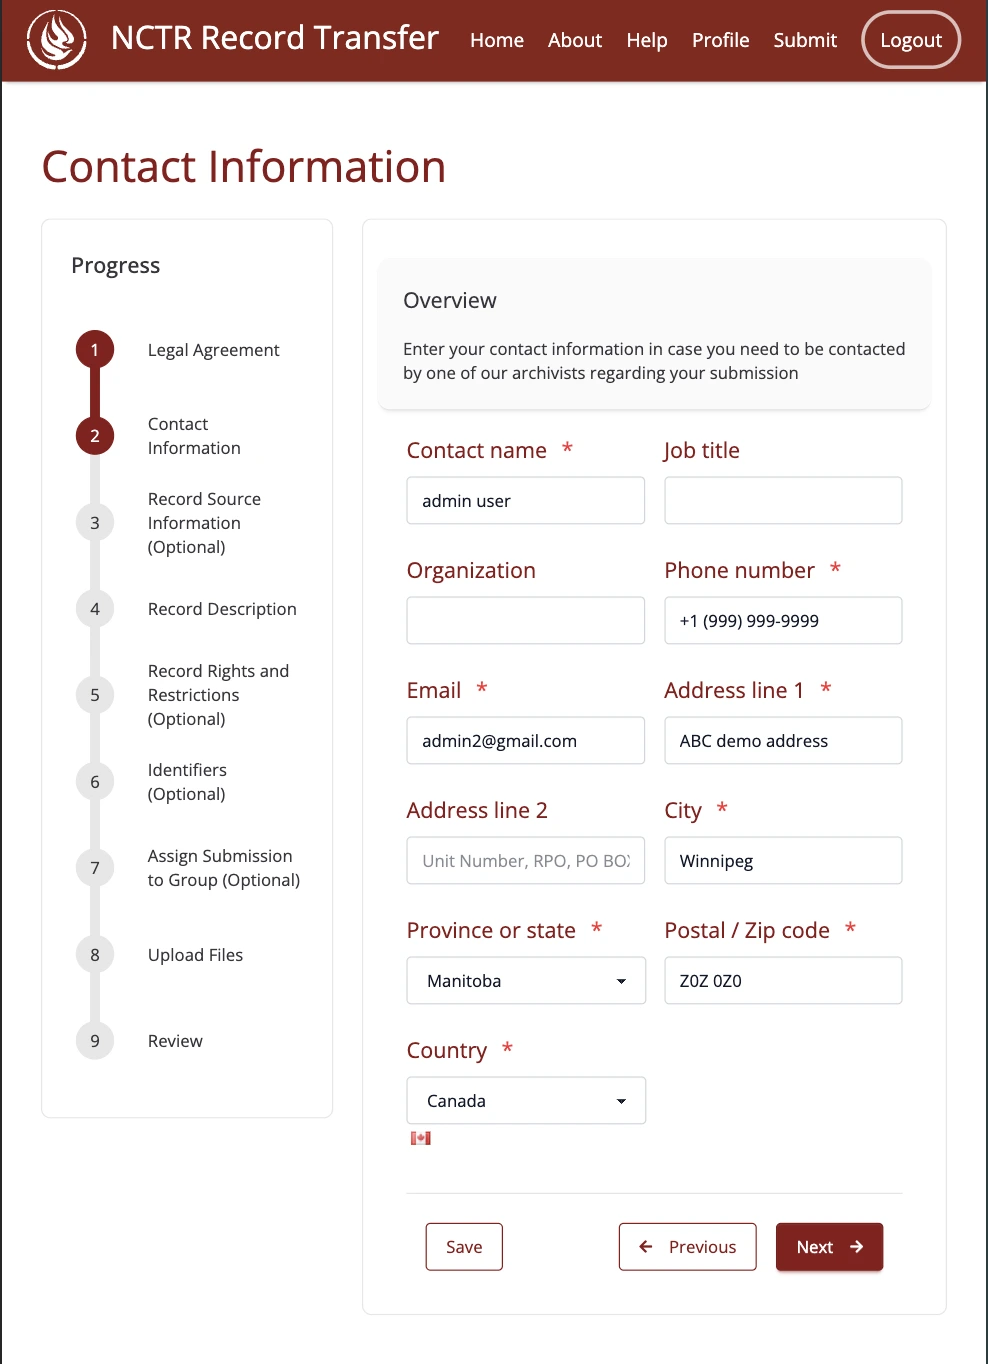 NCTR Record Transfer
Home
About
Help
Profile
Submit
Logout
Contact Information
Progress
1
Legal Agreement
2
Contact
Information
3
Record Source
Information
(Optional)
4
Record Description
5
Record Rights and
Restrictions
(Optional)
6
Identifiers
(Optional)
7
Assign Submission
to Group (Optional)
8
Upload Files
9
Review
Overview
Enter your contact information in case you need to be contacted
by one of our archivists regarding your submission
Contact name *
admin user
Job title
Organization
Phone number *
+1 (999) 999-9999
Email *
admin2@gmail.com
Address line 1 *
ABC demo address
Address line 2
Unit Number, RPO, PO BO
City *
Winnipeg
Province or state *
Manitoba
Postal / Zip code *
Z0Z 0Z0
Country *
Canada
Save
Previous
Next